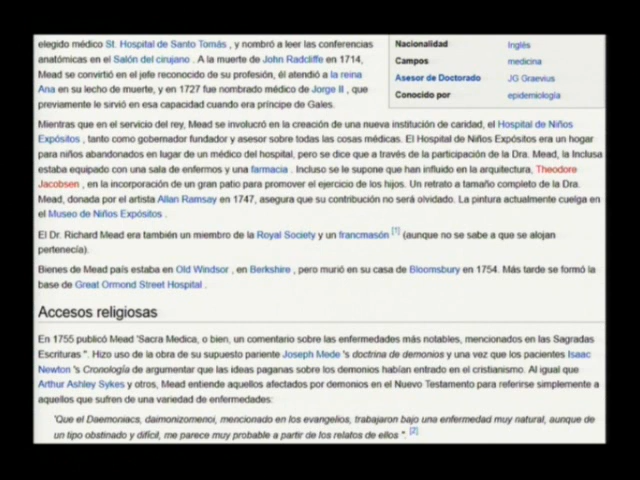 elegido médico St. Hospital de Santo Tomás , y nombró a leer las conferencias
anatómicas en el Salón del cirujano . A la muerte de John Radcliffe en 1714,
Mead se convirtió en el jefe reconocido de su profesión, él atendió a la reina
Ana en su lecho de muerte, y en 1727 fue nombrado médico de Jorge II , que
previamente le sirvió en esa capacidad cuando era príncipe de Gales.
Nacionalidad Inglés
Campos medicina
Asesor de Doctorado JG Graevius
Conocido por epidemiología
Mientras que en el servicio del rey, Mead se involucró en la creación de una nueva institución de caridad, el Hospital de Niños
Expósitos , tanto como gobernador fundador y asesor sobre todas las cosas médicas. El Hospital de Niños Expósitos era un hogar
para niños abandonados en lugar de un médico del hospital, pero se dice que a través de la participación de la Dra. Mead, la Inclusa
estaba equipado con una sala de enfermos y una farmacia . Incluso se le supone que han influido en la arquitectura, Theodore
Jacobsen , en la incorporación de un gran patio para promover el ejercicio de los hijos. Un retrato a tamaño completo de la Dra.
Mead, donada por el artista Allan Ramsay en 1747, asegura que su contribución no será olvidado. La pintura actualmente cuelga en
el Museo de Niños Expósitos .
El Dr. Richard Mead era también un miembro de la Royal Society y un francmasón [1] (aunque no se sabe a que se alojan
pertenecía).
Bienes de Mead país estaba en Old Windsor , en Berkshire , pero murió en su casa de Bloomsbury en 1754. Más tarde se formó la
base de Great Ormond Street Hospital .
Accesos religiosas
En 1755 publicó Mead 'Sacra Medica, o bien, un comentario sobre las enfermedades más notables, mencionados en las Sagradas
Escrituras ". Hizo uso de la obra de su supuesto pariente Joseph Mede 's doctrina de demonios y una vez que los pacientes Isaac
Newton 's Cronología de argumentar que las ideas paganas sobre los demonios habían entrado en el cristianismo. Al igual que
Arthur Ashley Sykes y otros, Mead entiende aquellos afectados por demonios en el Nuevo Testamento para referirse simplemente a
aquellos que sufren de una variedad de enfermedades:
'Que el Daemoniacs, daimonizomenoi, mencionado en los evangelios, trabajaron bajo una enfermedad muy natural, aunque de
un tipo obstinado y difícil, me parece muy probable a partir de los relatos de ellos ". [2]